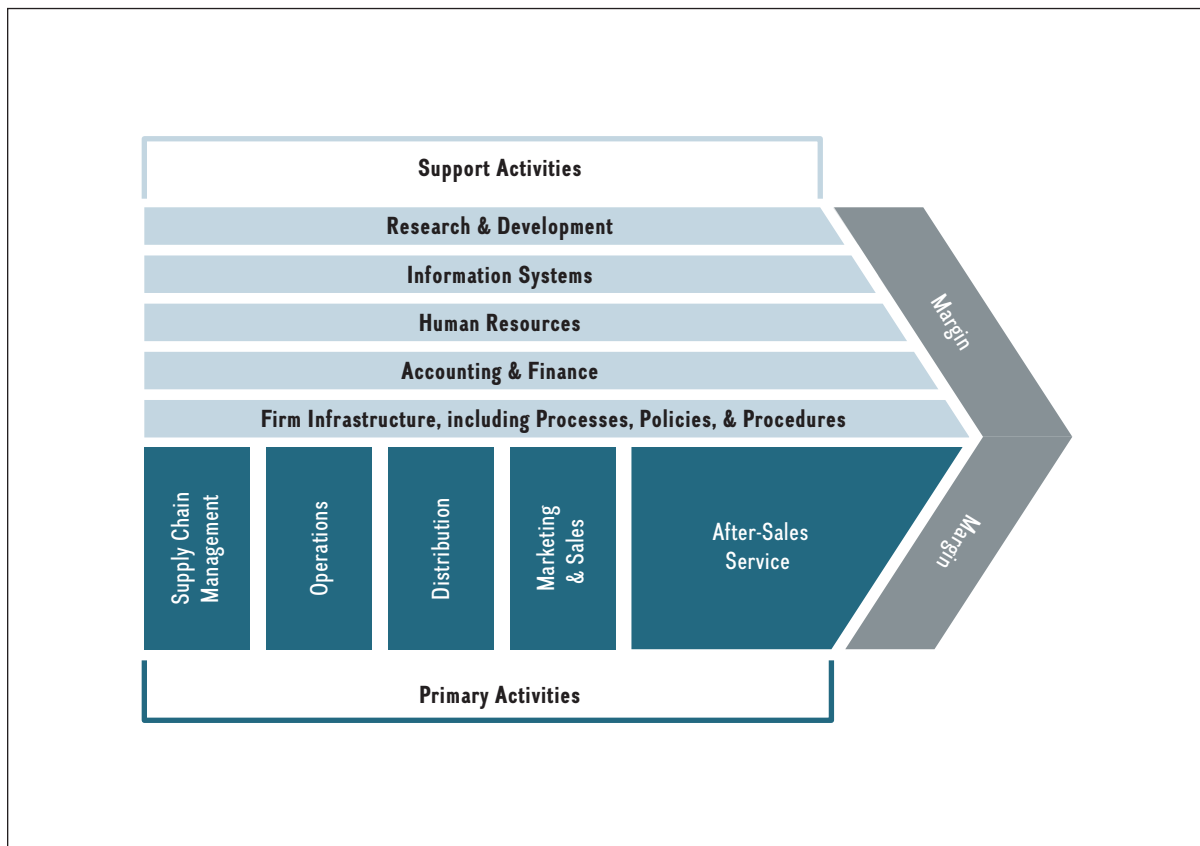 Support Activities
Research & Development
Information Systems
Human Resources
Accounting & Finance
Firm Infrastructure, including Processes, Policies, & Procedures
Supply Chain
Management
Operations
Distribution
Marketing
& Sales
After-Sales
Service
Margin
Margin
Primary Activities